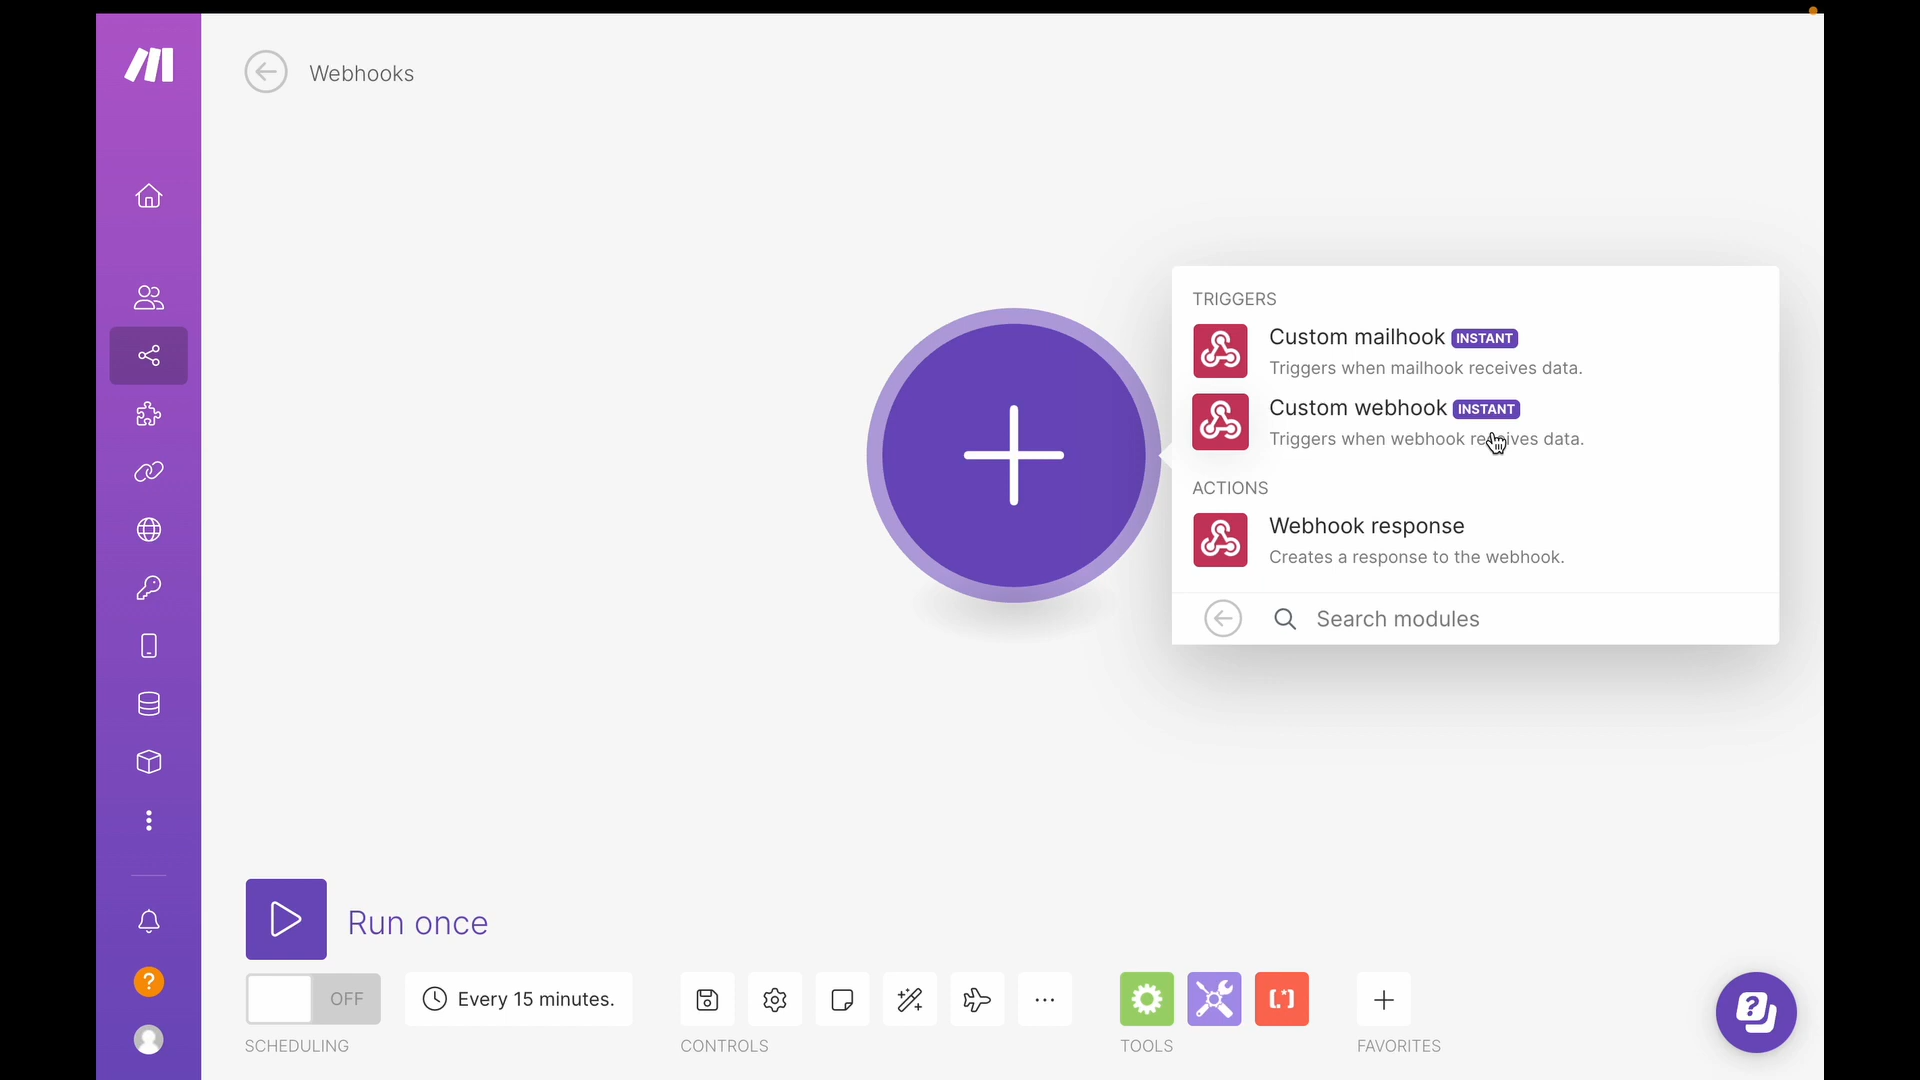 Webhooks
TRIGGERS
Custom mailhook INSTANT
Triggers when mailhook receives data.
Custom webhook INSTANT
Triggers when webhook receives data.
ACTIONS
Webhook response
Creates a response to the webhook.
Search modules
Run once
OFF
Every 15 minutes.
SCHEDULING
CONTROLS
TOOLS
FAVORITES